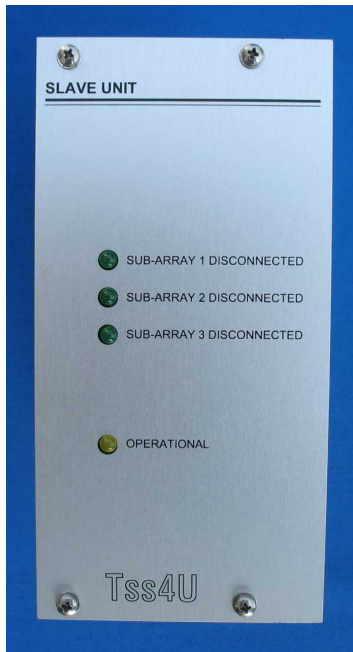 SLAVE UNIT
SUB-ARRAY 1 DISCONNECTED
SUB-ARRAY 2 DISCONNECTED
SUB-ARRAY 3 DISCONNECTED
OPERATIONAL
Tss4U